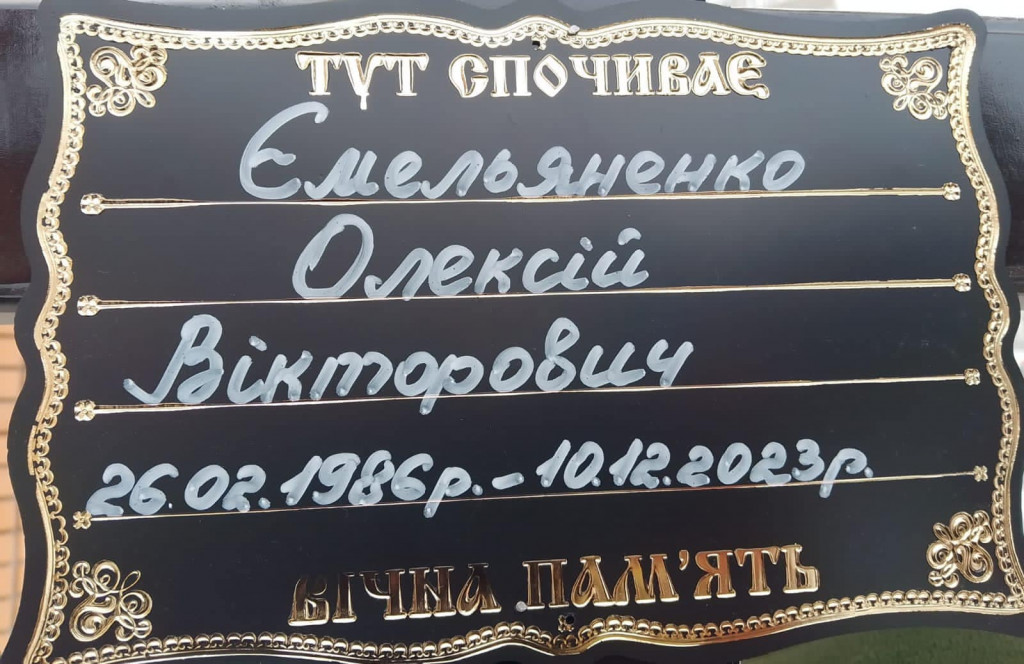 ТУТ СПОЧИВАЄ
Ємельяненко
Олексій
Вікторович
26.02.1986р.-10.12.2023р.
ВІЧНА ПАМ'ЯТЬ